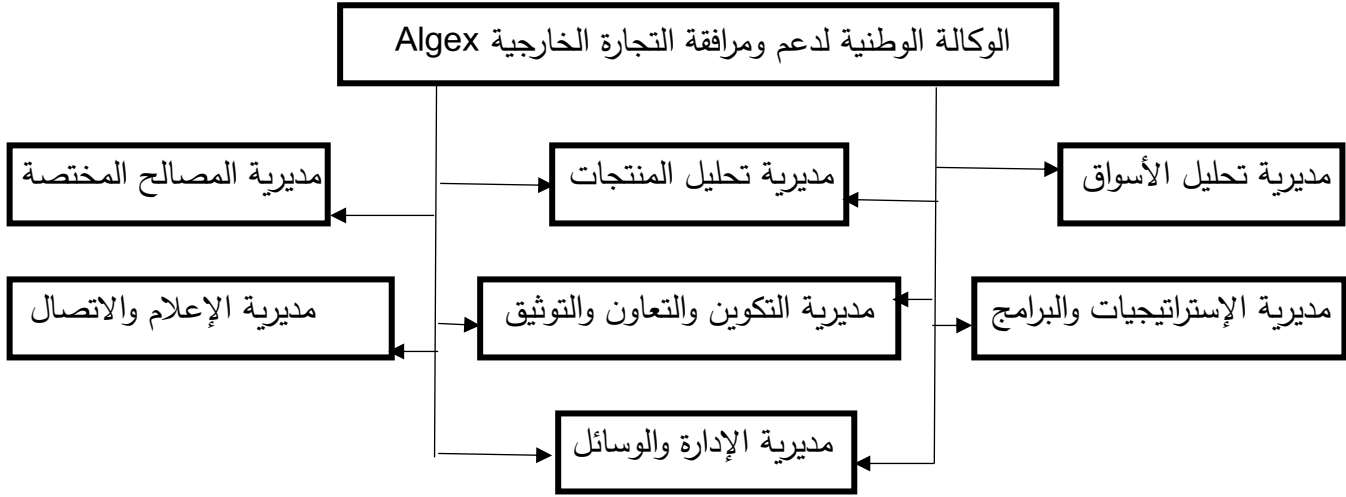 الوكالة الوطنية لدعم ومرافقة التجارة الخارجية Algex
مديرية تحليل الأسواق
مديرية تحليل المنتجات
مديرية المصالح المختصة
مديرية الإستراتيجيات والبرامج
مديرية التكوين والتعاون والتوثيق
مديرية الإعلام والاتصال
مديرية الإدارة والوسائل